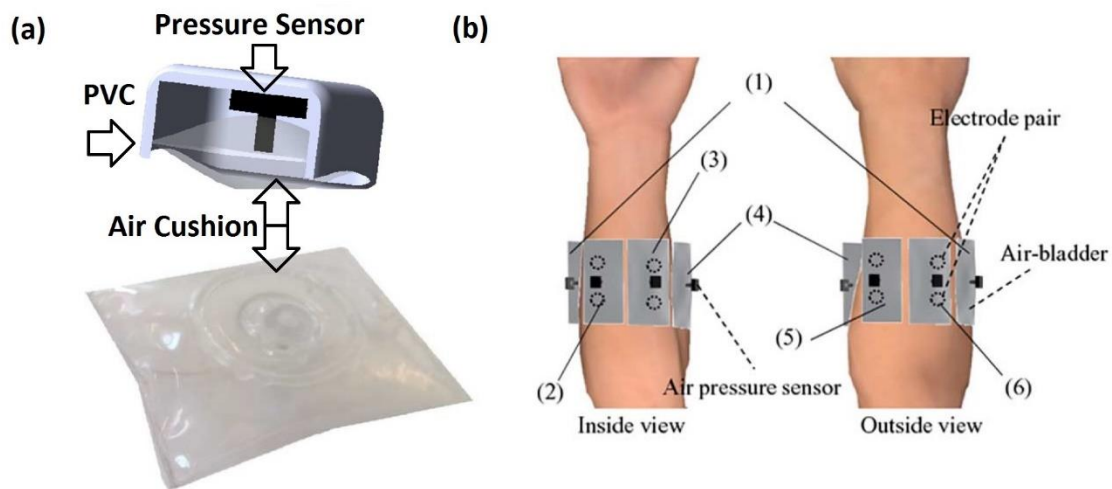 (a)
Pressure Sensor
PVC
Air Cushion
(b)
(1)
Electrode pair
(3)
(4)
Air-bladder
(5)
(2)
Air pressure sensor
(6)
Inside view
Outside view